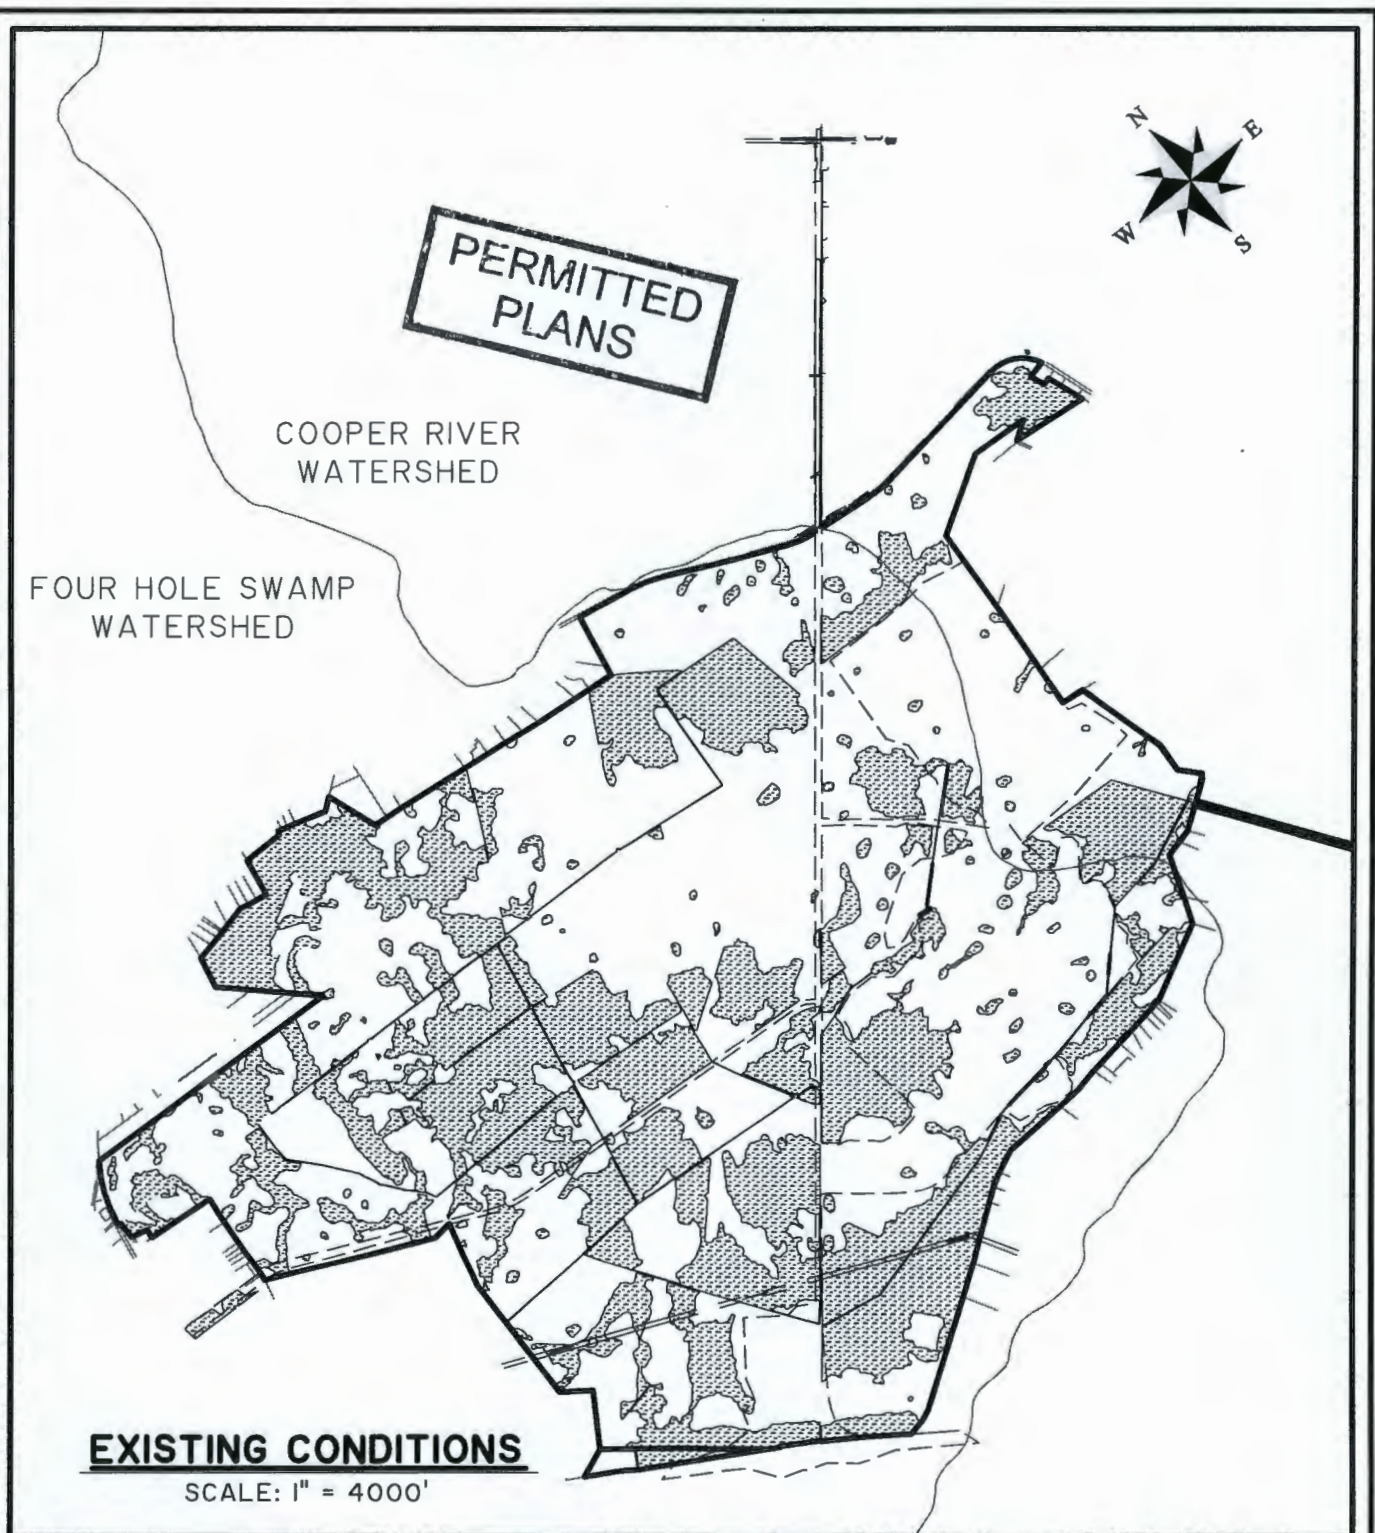 N
E
W
S
PERMITTED
PLANS
COOPER RIVER
WATERSHED
FOUR HOLE SWAMP
WATERSHED
EXISTING CONDITIONS
SCALE: 1" = 4000'